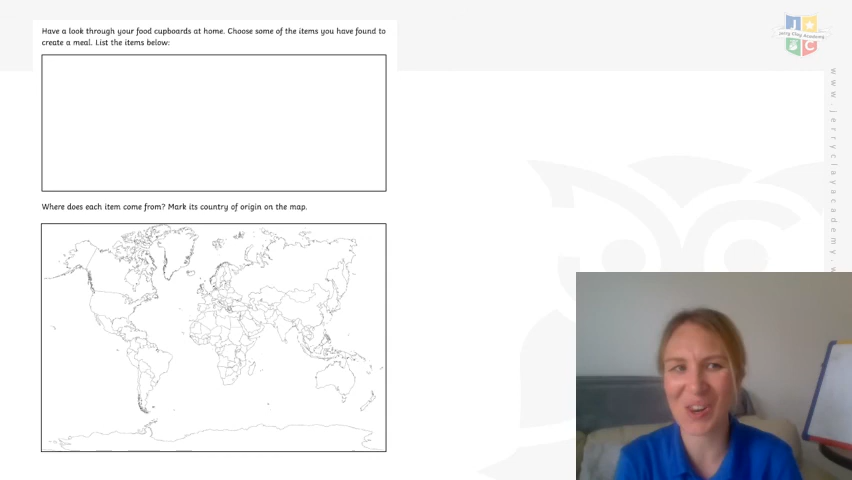 Have a look through your food cupboards at home. Choose some of the items you have found to
create a meal. List the items below:
Where does each item come from? Mark its country of origin on the map.
J
Jerry Clay Academy
C
www.jerryclayacademy.w